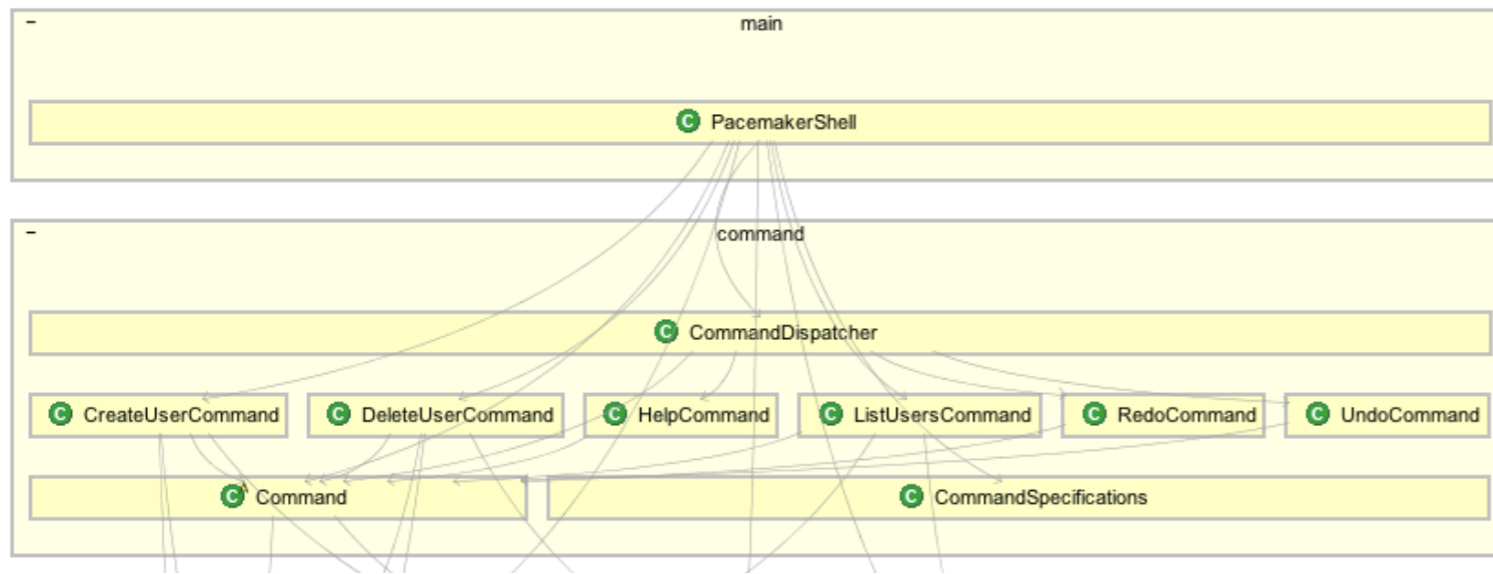 main
C PacemakerShell
command
C CommandDispatcher
C CreateUserCommand C DeleteUserCommand C HelpCommand C ListUsersCommand C RedoCommand C UndoCommand
C Command C CommandSpecifications